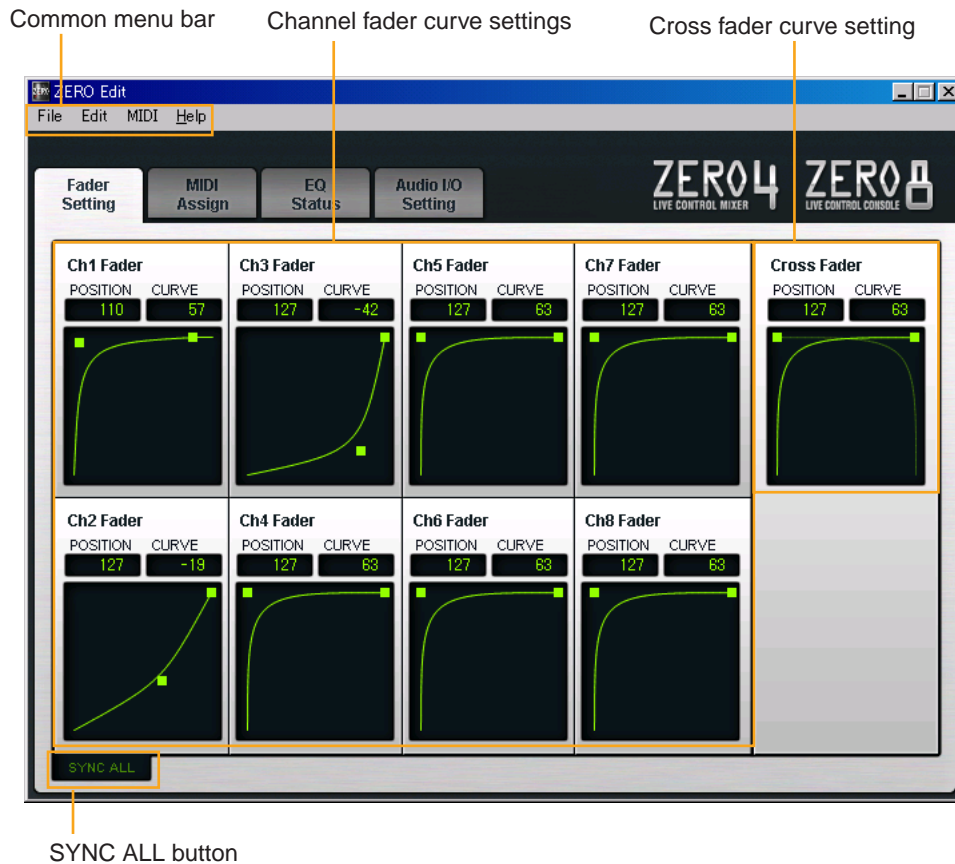 Common menu bar
Channel fader curve settings
Cross fader curve setting
ZERO Edit
File Edit MIDI Help
Fader Setting
MIDI Assign
EQ Status
Audio I/O Setting
ZERO4
LIVE CONTROL MIXER
ZERO8
LIVE CONTROL CONSOLE
Ch1 Fader
POSITION CURVE
110 57
Ch3 Fader
POSITION CURVE
127 -42
Ch5 Fader
POSITION CURVE
127 63
Ch7 Fader
POSITION CURVE
127 63
Cross Fader
POSITION CURVE
127 63
Ch2 Fader
POSITION CURVE
127 -19
Ch4 Fader
POSITION CURVE
127 63
Ch6 Fader
POSITION CURVE
127 63
Ch8 Fader
POSITION CURVE
127 63
SYNC ALL
SYNC ALL button